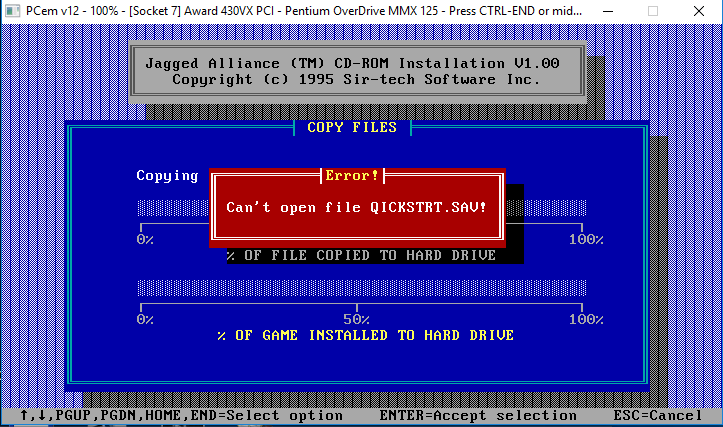 PCem v12 - 100% - [Socket 7] Award 430VX PCI - Pentium OverDrive MMX 125 - Press CTRL-END or mid...
Jagged Alliance (TM) CD-ROM Installation V1.00
Copyright (c) 1995 Sir-tech Software Inc.
COPY FILES
Copying
Error!
Can't open file QICKSTRT.SAV!
0% 100%
% OF FILE COPIED TO HARD DRIVE
0% 50% 100%
% OF GAME INSTALLED TO HARD DRIVE
↑,↓,PGUP,PGDN,HOME,END=Select option ENTER=Accept selection ESC=Cancel